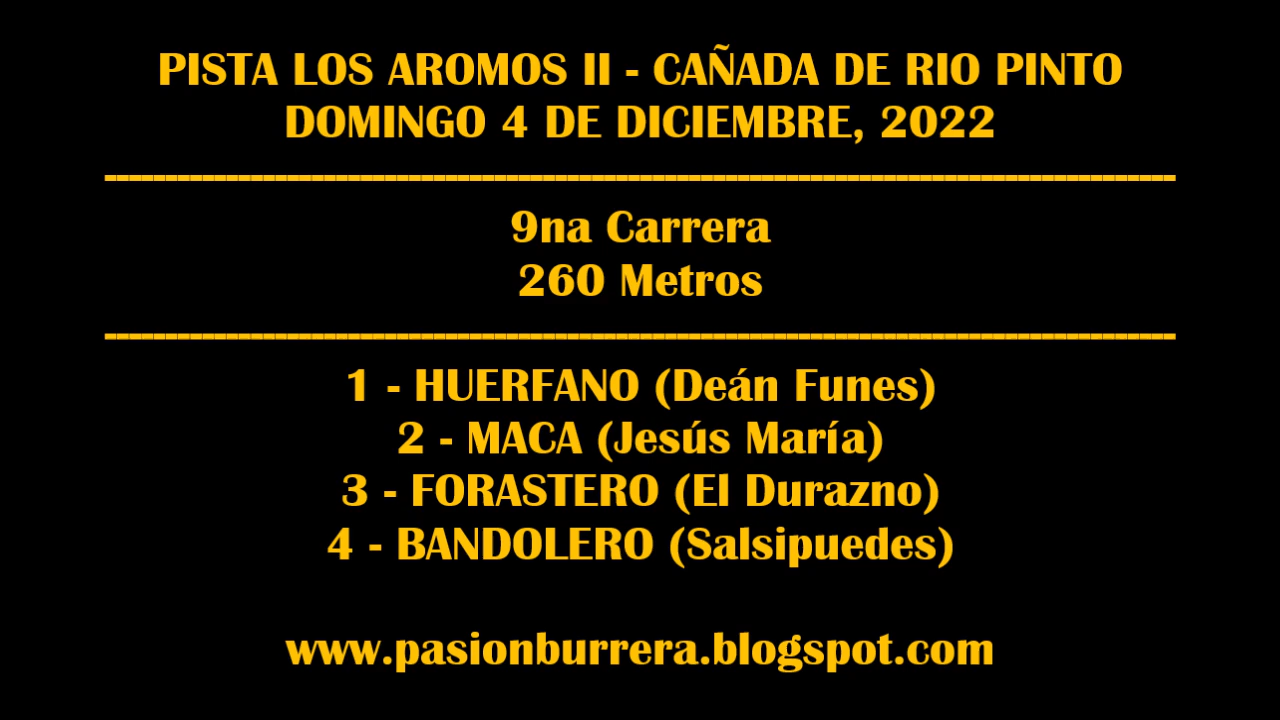 PISTA LOS AROMOS II - CAÑADA DE RIO PINTO
DOMINGO 4 DE DICIEMBRE, 2022
9na Carrera
260 Metros
1 - HUERFANO (Deán Funes)
2 - MACA (Jesús María)
3 - FORASTERO (El Durazno)
4 - BANDOLERO (Salsipuedes)
www.pasionburrera.blogspot.com